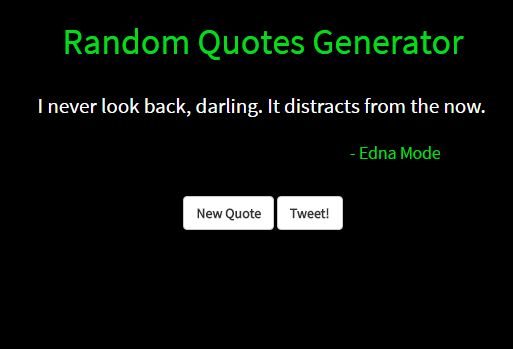 Random Quotes Generator
I never look back, darling. It distracts from the now.
- Edna Mode
New Quote Tweet!